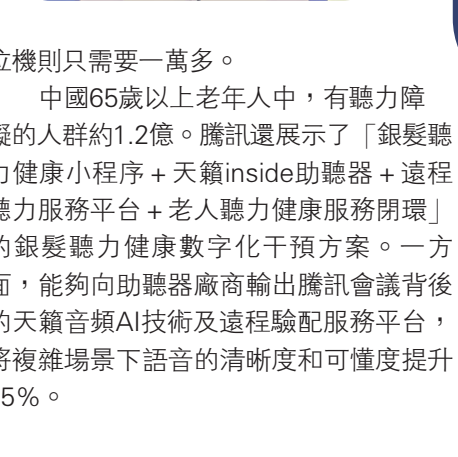 位機則只需要一萬多。
中國65歲以上老年人中，有聽力障
礙的人群約1.2億。騰訊還展示了「銀髮聽
力健康小程序＋天籟inside助聽器＋遠程
聽力服務平台＋老人聽力健康服務閉環」
的銀髮聽力健康數字化干預方案。一方
面，能夠向助聽器廠商輸出騰訊會議背後
的天籟音頻AI技術及遠程驗配服務平台，
將複雜場景下語音的清晰度和可懂度提升
5%。